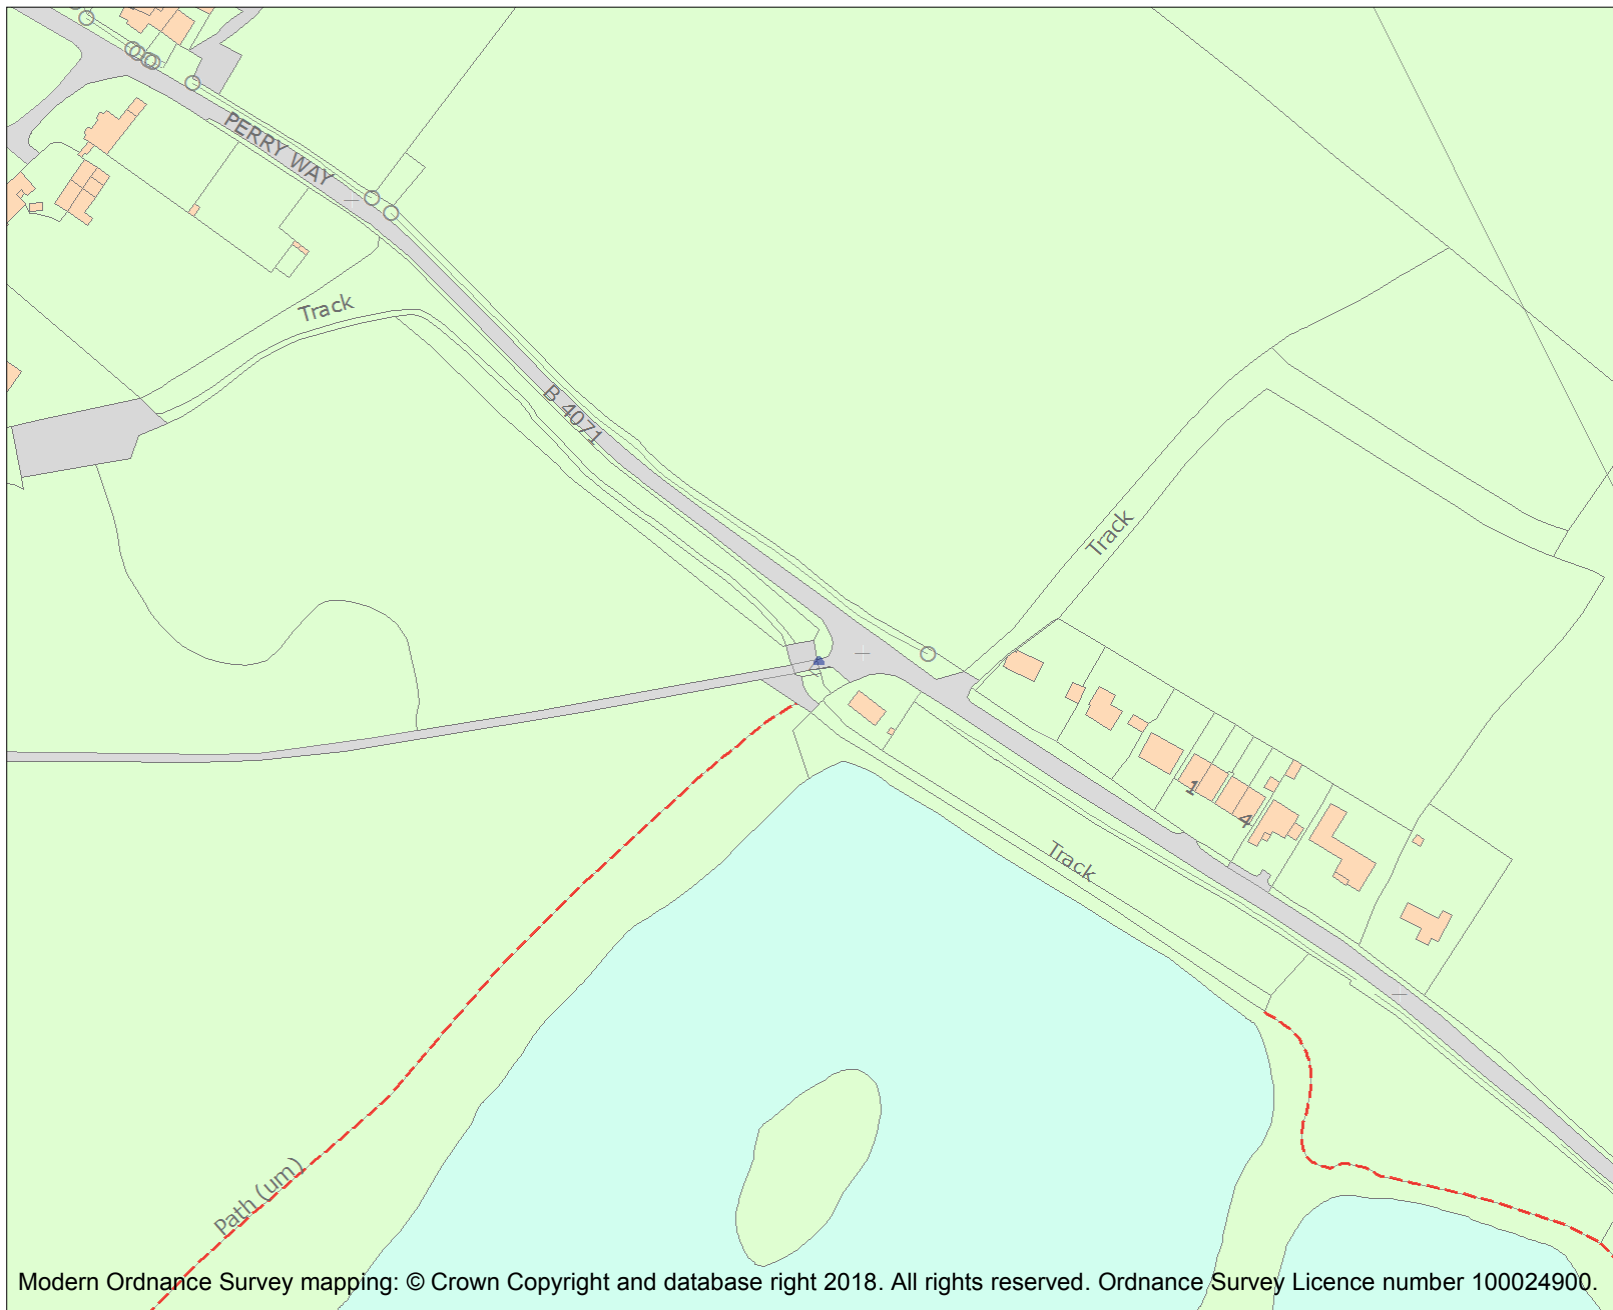 PERRY WAY
Track
B 4071
Track
1
4
Track
Path (um)
Modern Ordnance Survey mapping: © Crown Copyright and database right 2018. All rights reserved. Ordnance Survey Licence number 100024900.